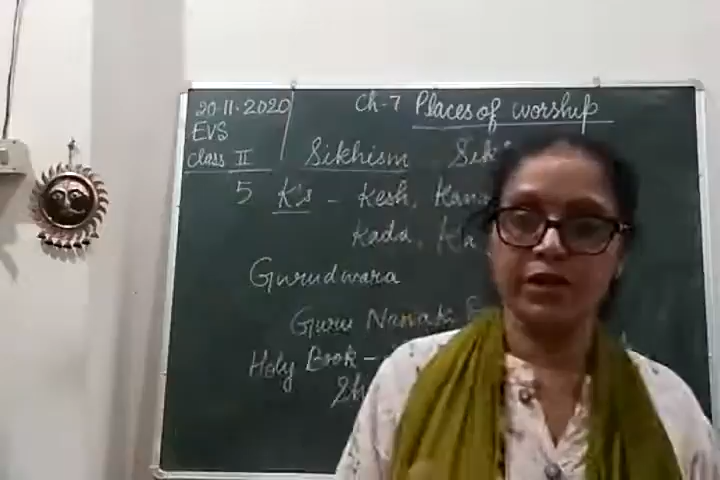 20-11-2020
EVS
Class II
Ch-7 Places of worship
Sikhism
5 K's - Kesh,
Kada,
Gurudwara
Guru Nanak
Holy Book -